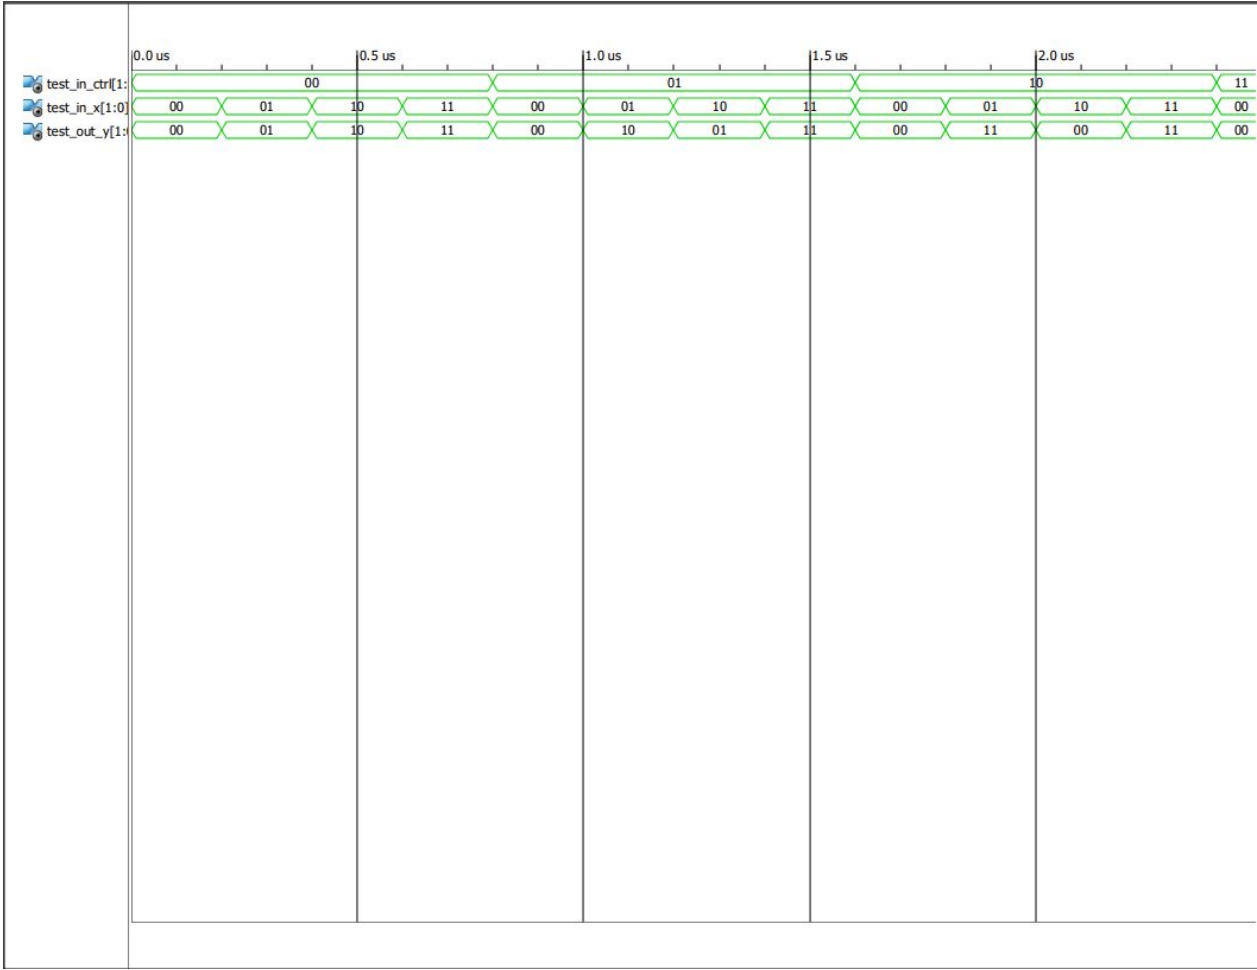 0.0 us 0.5 us 1.0 us 1.5 us 2.0 us
test_in_ctrl[1: 00 01 10 11
test_in_x[1:0] 00 01 10 11 00 01 10 11 00 01 10 11 00
test_out_y[1:( 00 01 10 11 00 10 01 11 00 11 00 11 00